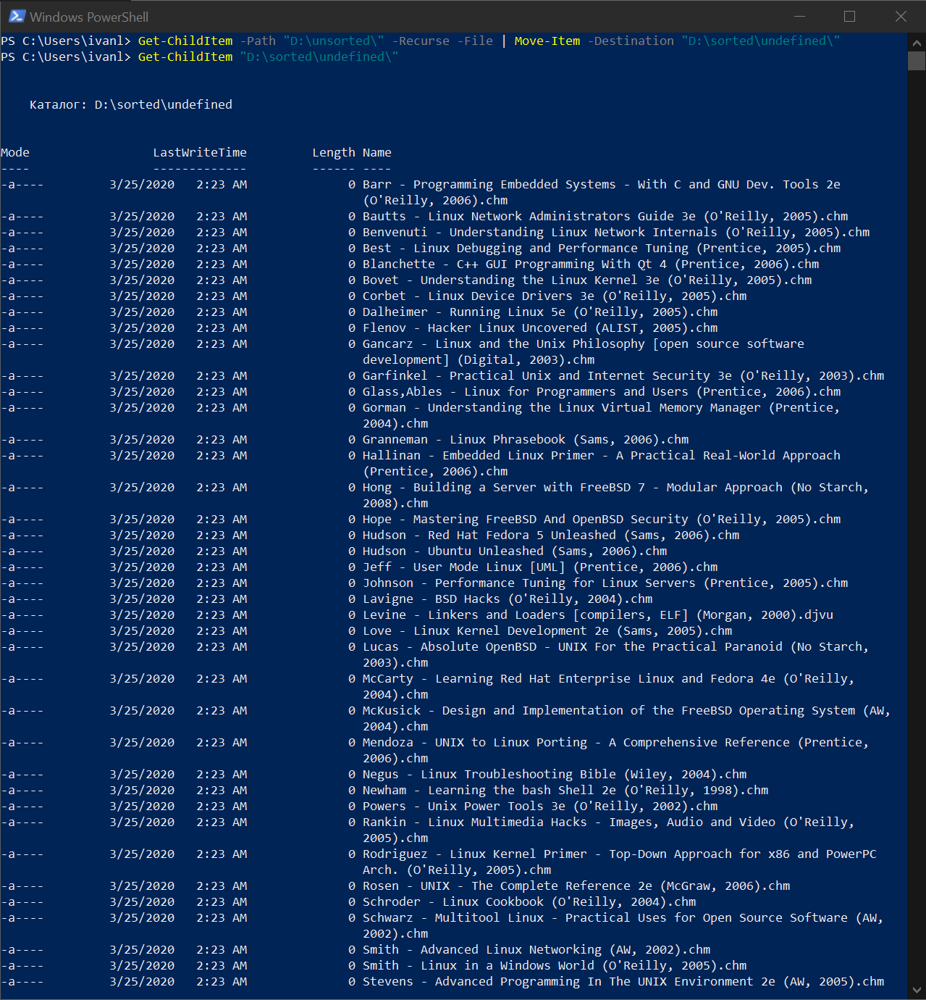 Windows PowerShell
PS C:\Users\ivanl> Get-ChildItem -Path "D:\unsorted\" -Recurse -File | Move-Item -Destination "D:\sorted\undefined\"
PS C:\Users\ivanl> Get-ChildItem "D:\sorted\undefined\"
Каталог: D:\sorted\undefined
Mode LastWriteTime Length Name
---- ------------- ------ ----
-a---- 3/25/2020 2:23 AM 0 Barr - Programming Embedded Systems - With C and GNU Dev. Tools 2e
(O'Reilly, 2006).chm
-a---- 3/25/2020 2:23 AM 0 Bautts - Linux Network Administrators Guide 3e (O'Reilly, 2005).chm
-a---- 3/25/2020 2:23 AM 0 Benvenuti - Understanding Linux Network Internals (O'Reilly, 2005).chm
-a---- 3/25/2020 2:23 AM 0 Best - Linux Debugging and Performance Tuning (Prentice, 2005).chm
-a---- 3/25/2020 2:23 AM 0 Blanchette - C++ GUI Programming With Qt 4 (Prentice, 2006).chm
-a---- 3/25/2020 2:23 AM 0 Bovet - Understanding the Linux Kernel 3e (O'Reilly, 2005).chm
-a---- 3/25/2020 2:23 AM 0 Corbet - Linux Device Drivers 3e (O'Reilly, 2005).chm
-a---- 3/25/2020 2:23 AM 0 Dalheimer - Running Linux 5e (O'Reilly, 2005).chm
-a---- 3/25/2020 2:23 AM 0 Flenov - Hacker Linux Uncovered (ALIST, 2005).chm
-a---- 3/25/2020 2:23 AM 0 Gancarz - Linux and the Unix Philosophy [open source software
development] (Digital, 2003).chm
-a---- 3/25/2020 2:23 AM 0 Garfinkel - Practical Unix and Internet Security 3e (O'Reilly, 2003).chm
-a---- 3/25/2020 2:23 AM 0 Glass,Ables - Linux for Programmers and Users (Prentice, 2006).chm
-a---- 3/25/2020 2:23 AM 0 Gorman - Understanding the Linux Virtual Memory Manager (Prentice,
2004).chm
-a---- 3/25/2020 2:23 AM 0 Granneman - Linux Phrasebook (Sams, 2006).chm
-a---- 3/25/2020 2:23 AM 0 Hallinan - Embedded Linux Primer - A Practical Real-World Approach
(Prentice, 2006).chm
-a---- 3/25/2020 2:23 AM 0 Hong - Building a Server with FreeBSD 7 - Modular Approach (No Starch,
2008).chm
-a---- 3/25/2020 2:23 AM 0 Hope - Mastering FreeBSD And OpenBSD Security (O'Reilly, 2005).chm
-a---- 3/25/2020 2:23 AM 0 Hudson - Red Hat Fedora 5 Unleashed (Sams, 2006).chm
-a---- 3/25/2020 2:23 AM 0 Hudson - Ubuntu Unleashed (Sams, 2006).chm
-a---- 3/25/2020 2:23 AM 0 Jeff - User Mode Linux [UML] (Prentice, 2006).chm
-a---- 3/25/2020 2:23 AM 0 Johnson - Performance Tuning for Linux Servers (Prentice, 2005).chm
-a---- 3/25/2020 2:23 AM 0 Lavigne - BSD Hacks (O'Reilly, 2004).chm
-a---- 3/25/2020 2:23 AM 0 Levine - Linkers and Loaders [compilers, ELF] (Morgan, 2000).djvu
-a---- 3/25/2020 2:23 AM 0 Love - Linux Kernel Development 2e (Sams, 2005).chm
-a---- 3/25/2020 2:23 AM 0 Lucas - Absolute OpenBSD - UNIX For the Practical Paranoid (No Starch,
2003).chm
-a---- 3/25/2020 2:23 AM 0 McCarty - Learning Red Hat Enterprise Linux and Fedora 4e (O'Reilly,
2004).chm
-a---- 3/25/2020 2:23 AM 0 McKusick - Design and Implementation of the FreeBSD Operating System (AW,
2004).chm
-a---- 3/25/2020 2:23 AM 0 Mendoza - UNIX to Linux Porting - A Comprehensive Reference (Prentice,
2006).chm
-a---- 3/25/2020 2:23 AM 0 Negus - Linux Troubleshooting Bible (Wiley, 2004).chm
-a---- 3/25/2020 2:23 AM 0 Newham - Learning the bash Shell 2e (O'Reilly, 1998).chm
-a---- 3/25/2020 2:23 AM 0 Powers - Unix Power Tools 3e (O'Reilly, 2002).chm
-a---- 3/25/2020 2:23 AM 0 Rankin - Linux Multimedia Hacks - Images, Audio and Video (O'Reilly,
2005).chm
-a---- 3/25/2020 2:23 AM 0 Rodriguez - Linux Kernel Primer - Top-Down Approach for x86 and PowerPC
Arch. (O'Reilly, 2005).chm
-a---- 3/25/2020 2:23 AM 0 Rosen - UNIX - The Complete Reference 2e (McGraw, 2006).chm
-a---- 3/25/2020 2:23 AM 0 Schroder - Linux Cookbook (O'Reilly, 2004).chm
-a---- 3/25/2020 2:23 AM 0 Schwarz - Multitool Linux - Practical Uses for Open Source Software (AW,
2002).chm
-a---- 3/25/2020 2:23 AM 0 Smith - Advanced Linux Networking (AW, 2002).chm
-a---- 3/25/2020 2:23 AM 0 Smith - Linux in a Windows World (O'Reilly, 2005).chm
-a---- 3/25/2020 2:23 AM 0 Stevens - Advanced Programming In The UNIX Environment 2e (AW, 2005).chm